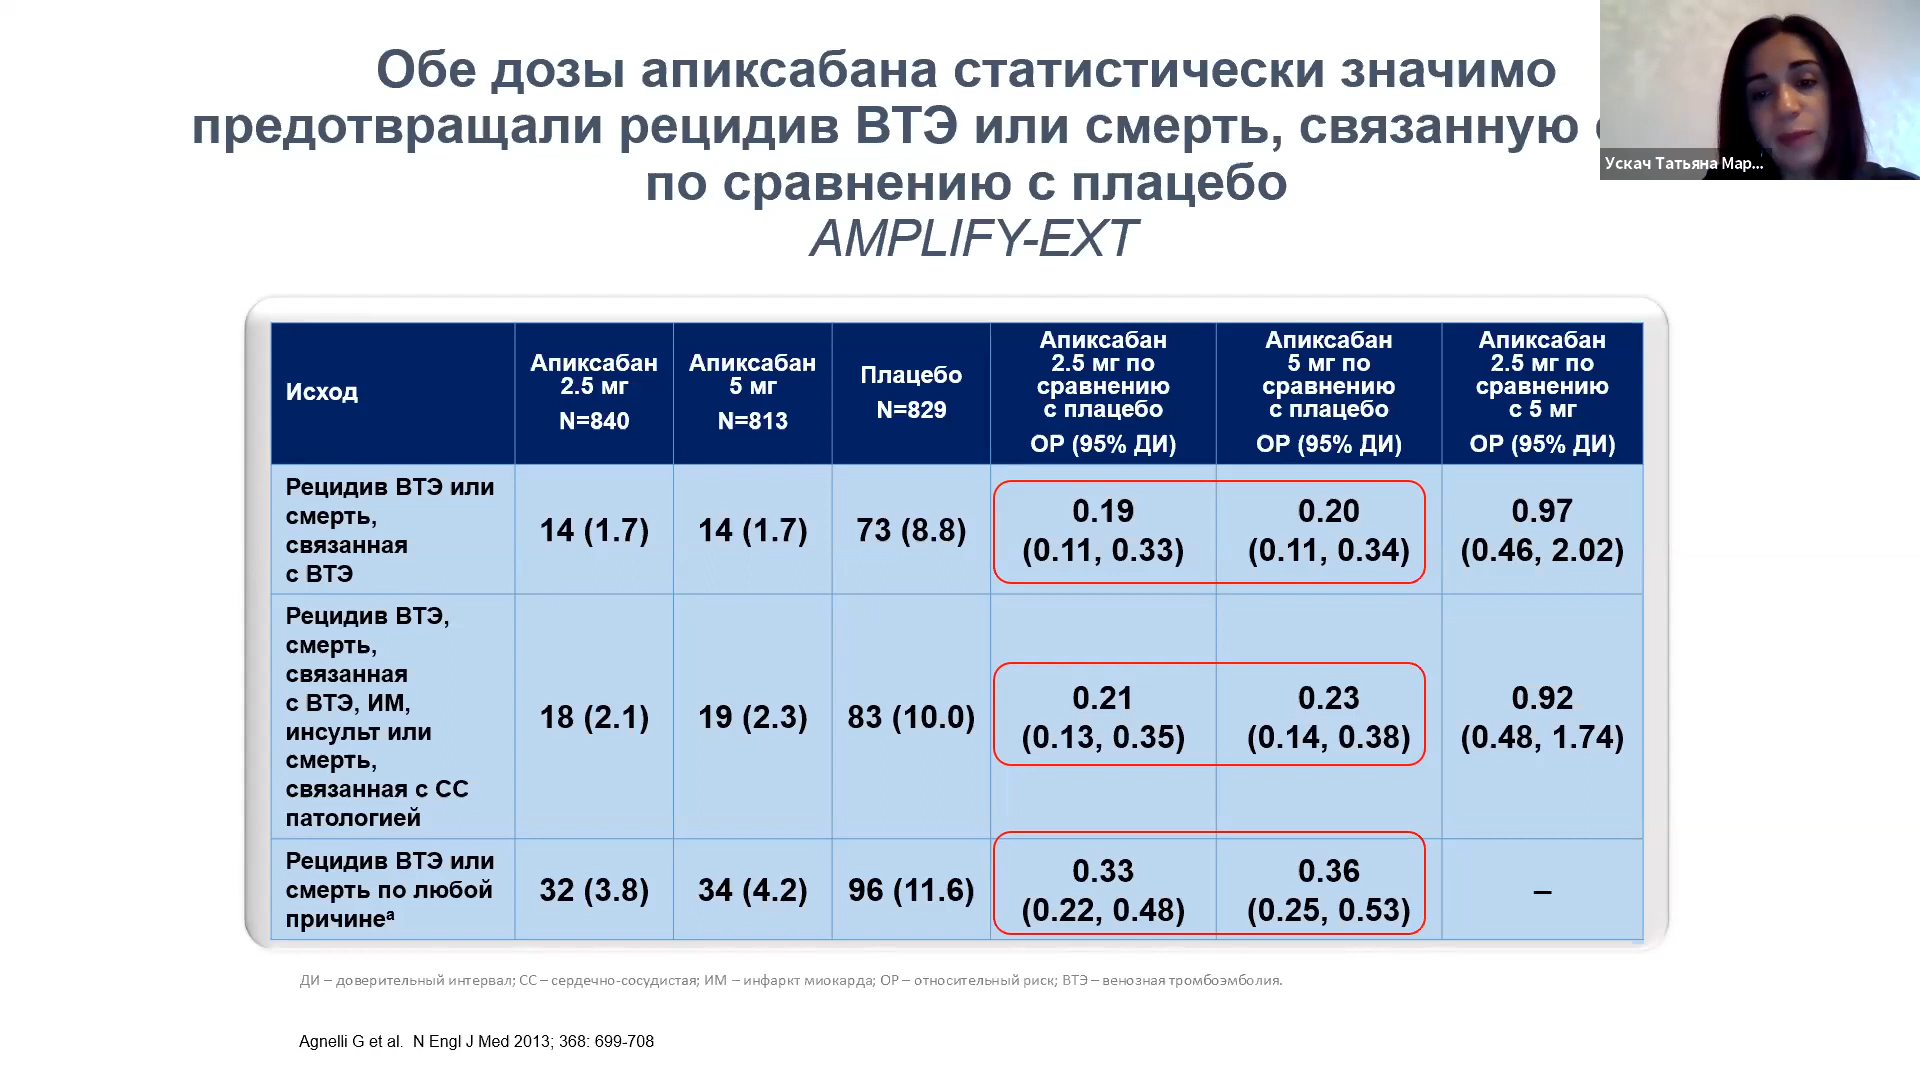 Обе дозы апиксабана статистически значимо
предотвращали рецидив ВТЭ или смерть, связанную
по сравнению с плацебо
AMPLIFY-EXT
Ускач Татьяна Мар...
Исход
Апиксабан
2.5 мг
N=840
Апиксабан
5 мг
N=813
Плацебо
N=829
Апиксабан
2.5 мг по
сравнению
с плацебо
ОР (95% ДИ)
Апиксабан
5 мг по
сравнению
с плацебо
ОР (95% ДИ)
Апиксабан
2.5 мг по
сравнению
с 5 мг
ОР (95% ДИ)
Рецидив ВТЭ или
смерть,
связанная
с ВТЭ
14 (1.7)
14 (1.7)
73 (8.8)
0.19
(0.11, 0.33)
0.20
(0.11, 0.34)
0.97
(0.46, 2.02)
Рецидив ВТЭ,
смерть,
связанная
с ВТЭ, ИМ,
инсульт или
смерть,
связанная с СС
патологией
18 (2.1)
19 (2.3)
83 (10.0)
0.21
(0.13, 0.35)
0.23
(0.14, 0.38)
0.92
(0.48, 1.74)
Рецидив ВТЭ или
смерть по любой
причинеᵃ
32 (3.8)
34 (4.2)
96 (11.6)
0.33
(0.22, 0.48)
0.36
(0.25, 0.53)
–
ДИ – доверительный интервал; СС – сердечно-сосудистая; ИМ – инфаркт миокарда; ОР – относительный риск; ВТЭ – венозная тромбоэмболия.
Agnelli G et al. N Engl J Med 2013; 368: 699-708